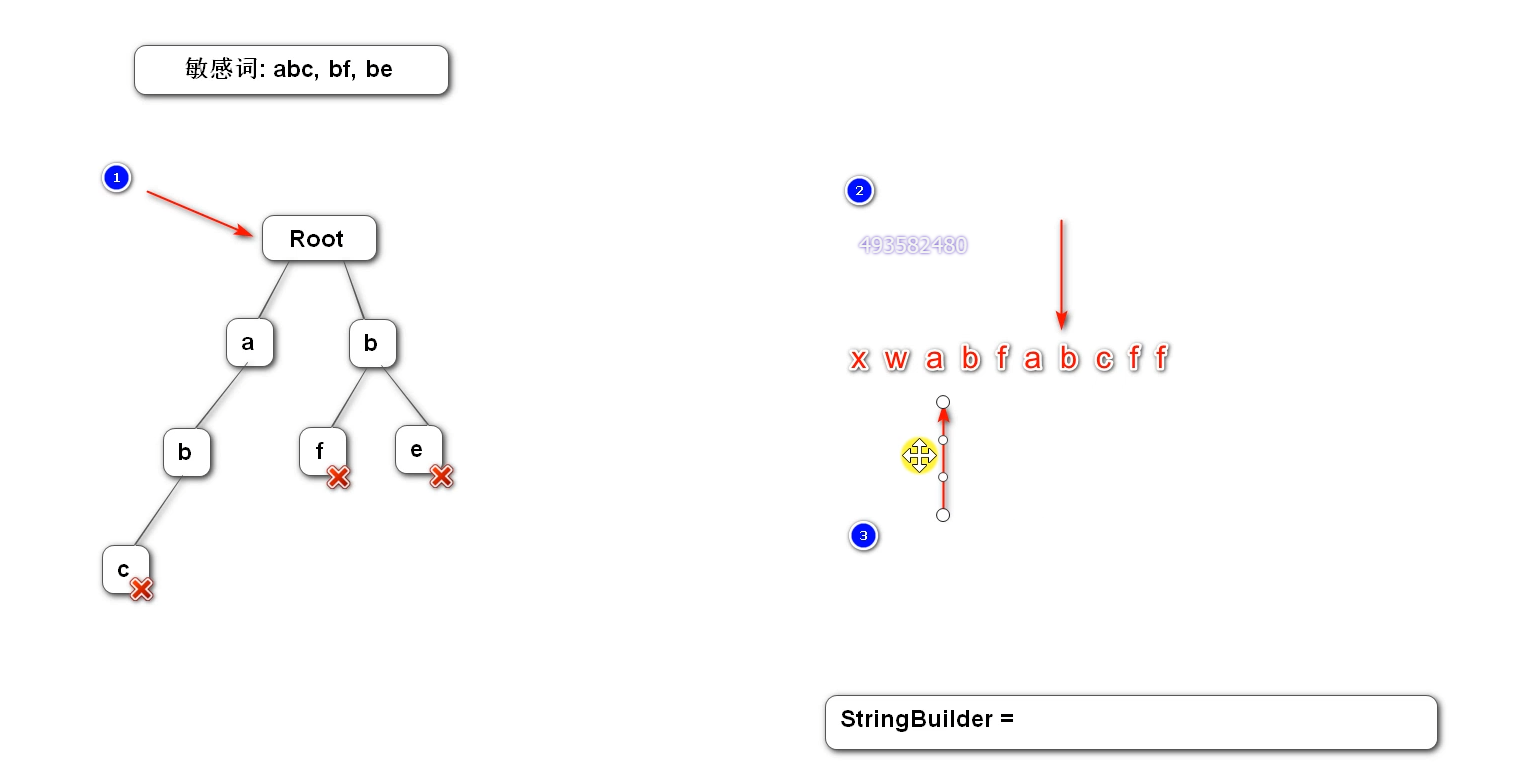 敏感词: abc, bf, be
1
Root
a
b
b
f
e
c
2
493582480
x w a b f a b c f f
3
StringBuilder =